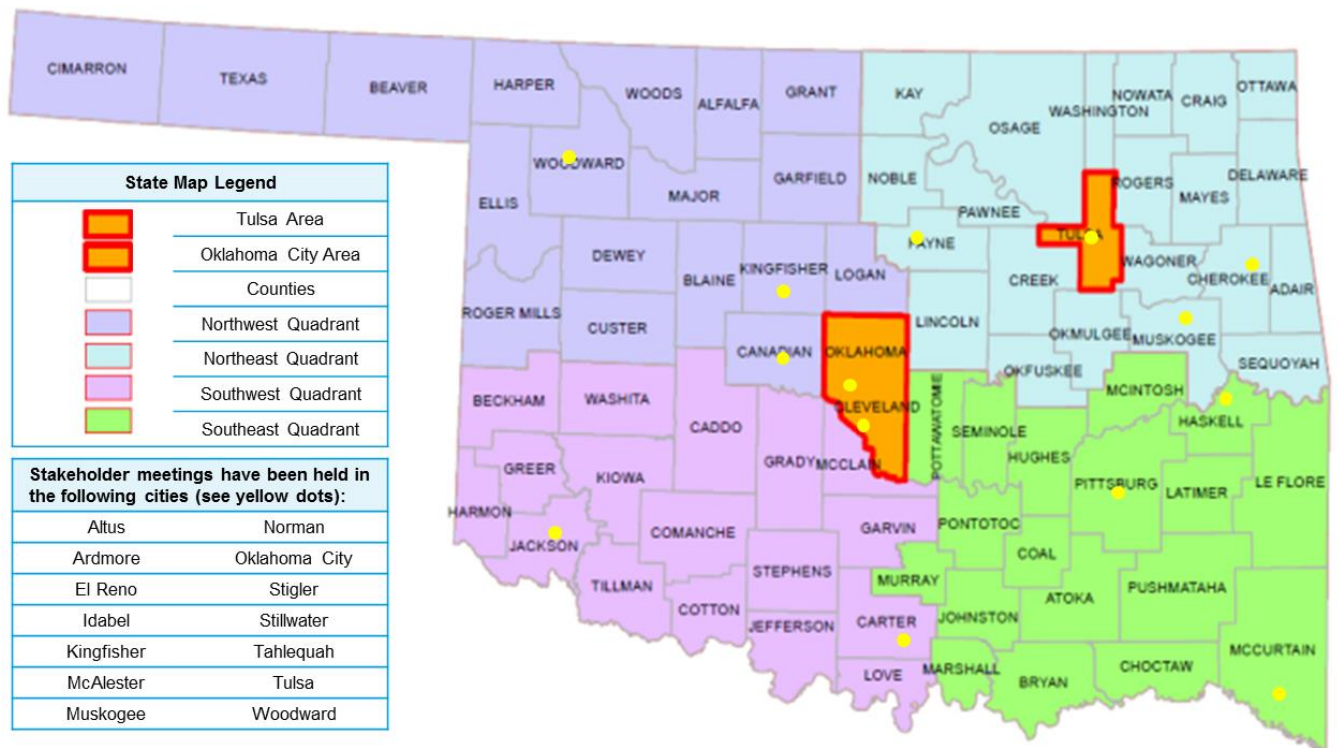 CIMARRON
TEXAS
BEAVER
HARPER
WOODS
ALFALFA
GRANT
KAY
OSAGE
WASHINGTON
NOWATA
CRAIG
OTTAWA
WOODWARD
ELLIS
MAJOR
GARFIELD
NOBLE
PAWNEE
ROGERS
MAYES
DELAWARE
DEWEY
BLAINE
KINGFISHER
LOGAN
PAYNE
TULSA
CREEK
WAGONER
CHEROKEE
ADAIR
ROGER MILLS
CUSTER
CANADIAN
OKLAHOMA
LINCOLN
OKMULGEE
MUSKOGEE
OKFUSKEE
SEQUOYAH
BECKHAM
WASHITA
CADDO
GRADY
CLEVELAND
MCCLAIN
POTTAWATOMIE
SEMINOLE
HUGHES
MCINTOSH
HASKELL
GREER
KIOWA
HARMON
JACKSON
COMANCHE
GARVIN
PONTOTOC
PITTSBURG
LATIMER
LE FLORE
TILLMAN
COTTON
STEPHENS
JEFFERSON
MURRAY
CARTER
LOVE
COAL
JOHNSTON
ATOKA
PUSHMATAHA
MARSHALL
BRYAN
CHOCTAW
MCCURTAIN
State Map Legend
Tulsa Area
Oklahoma City Area
Counties
Northwest Quadrant
Northeast Quadrant
Southwest Quadrant
Southeast Quadrant
Stakeholder meetings have been held in
the following cities (see yellow dots):
Altus Norman
Ardmore Oklahoma City
El Reno Stigler
Idabel Stillwater
Kingfisher Tahlequah
McAlester Tulsa
Muskogee Woodward